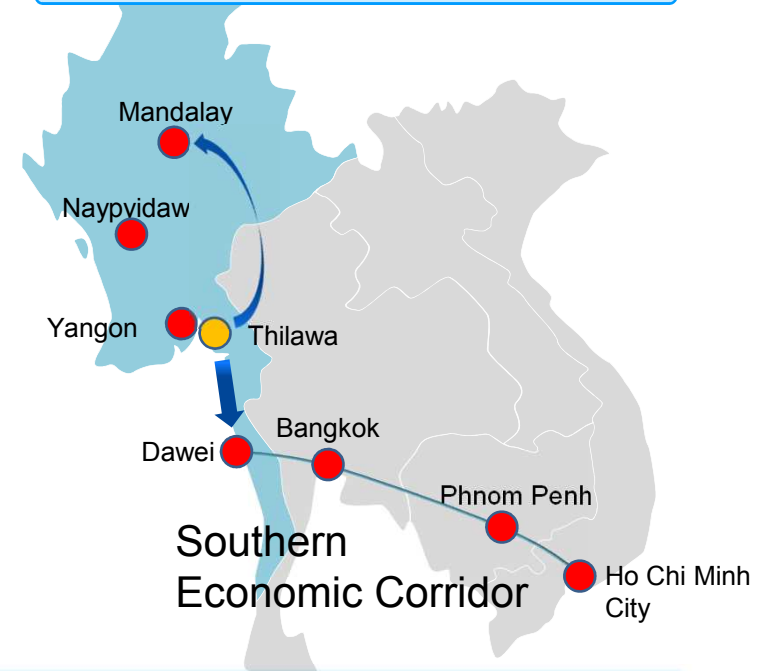 Mandalay
Naypyidaw
Yangon
Thilawa
Bangkok
Dawei
Phnom Penh
Southern
Economic Corridor
Ho Chi Minh
City